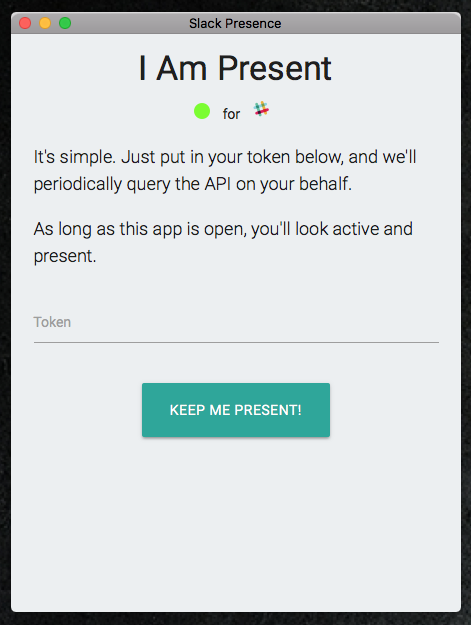 Slack Presence
I Am Present
for
It's simple. Just put in your token below, and we'll
periodically query the API on your behalf.
As long as this app is open, you'll look active and
present.
Token
KEEP ME PRESENT!